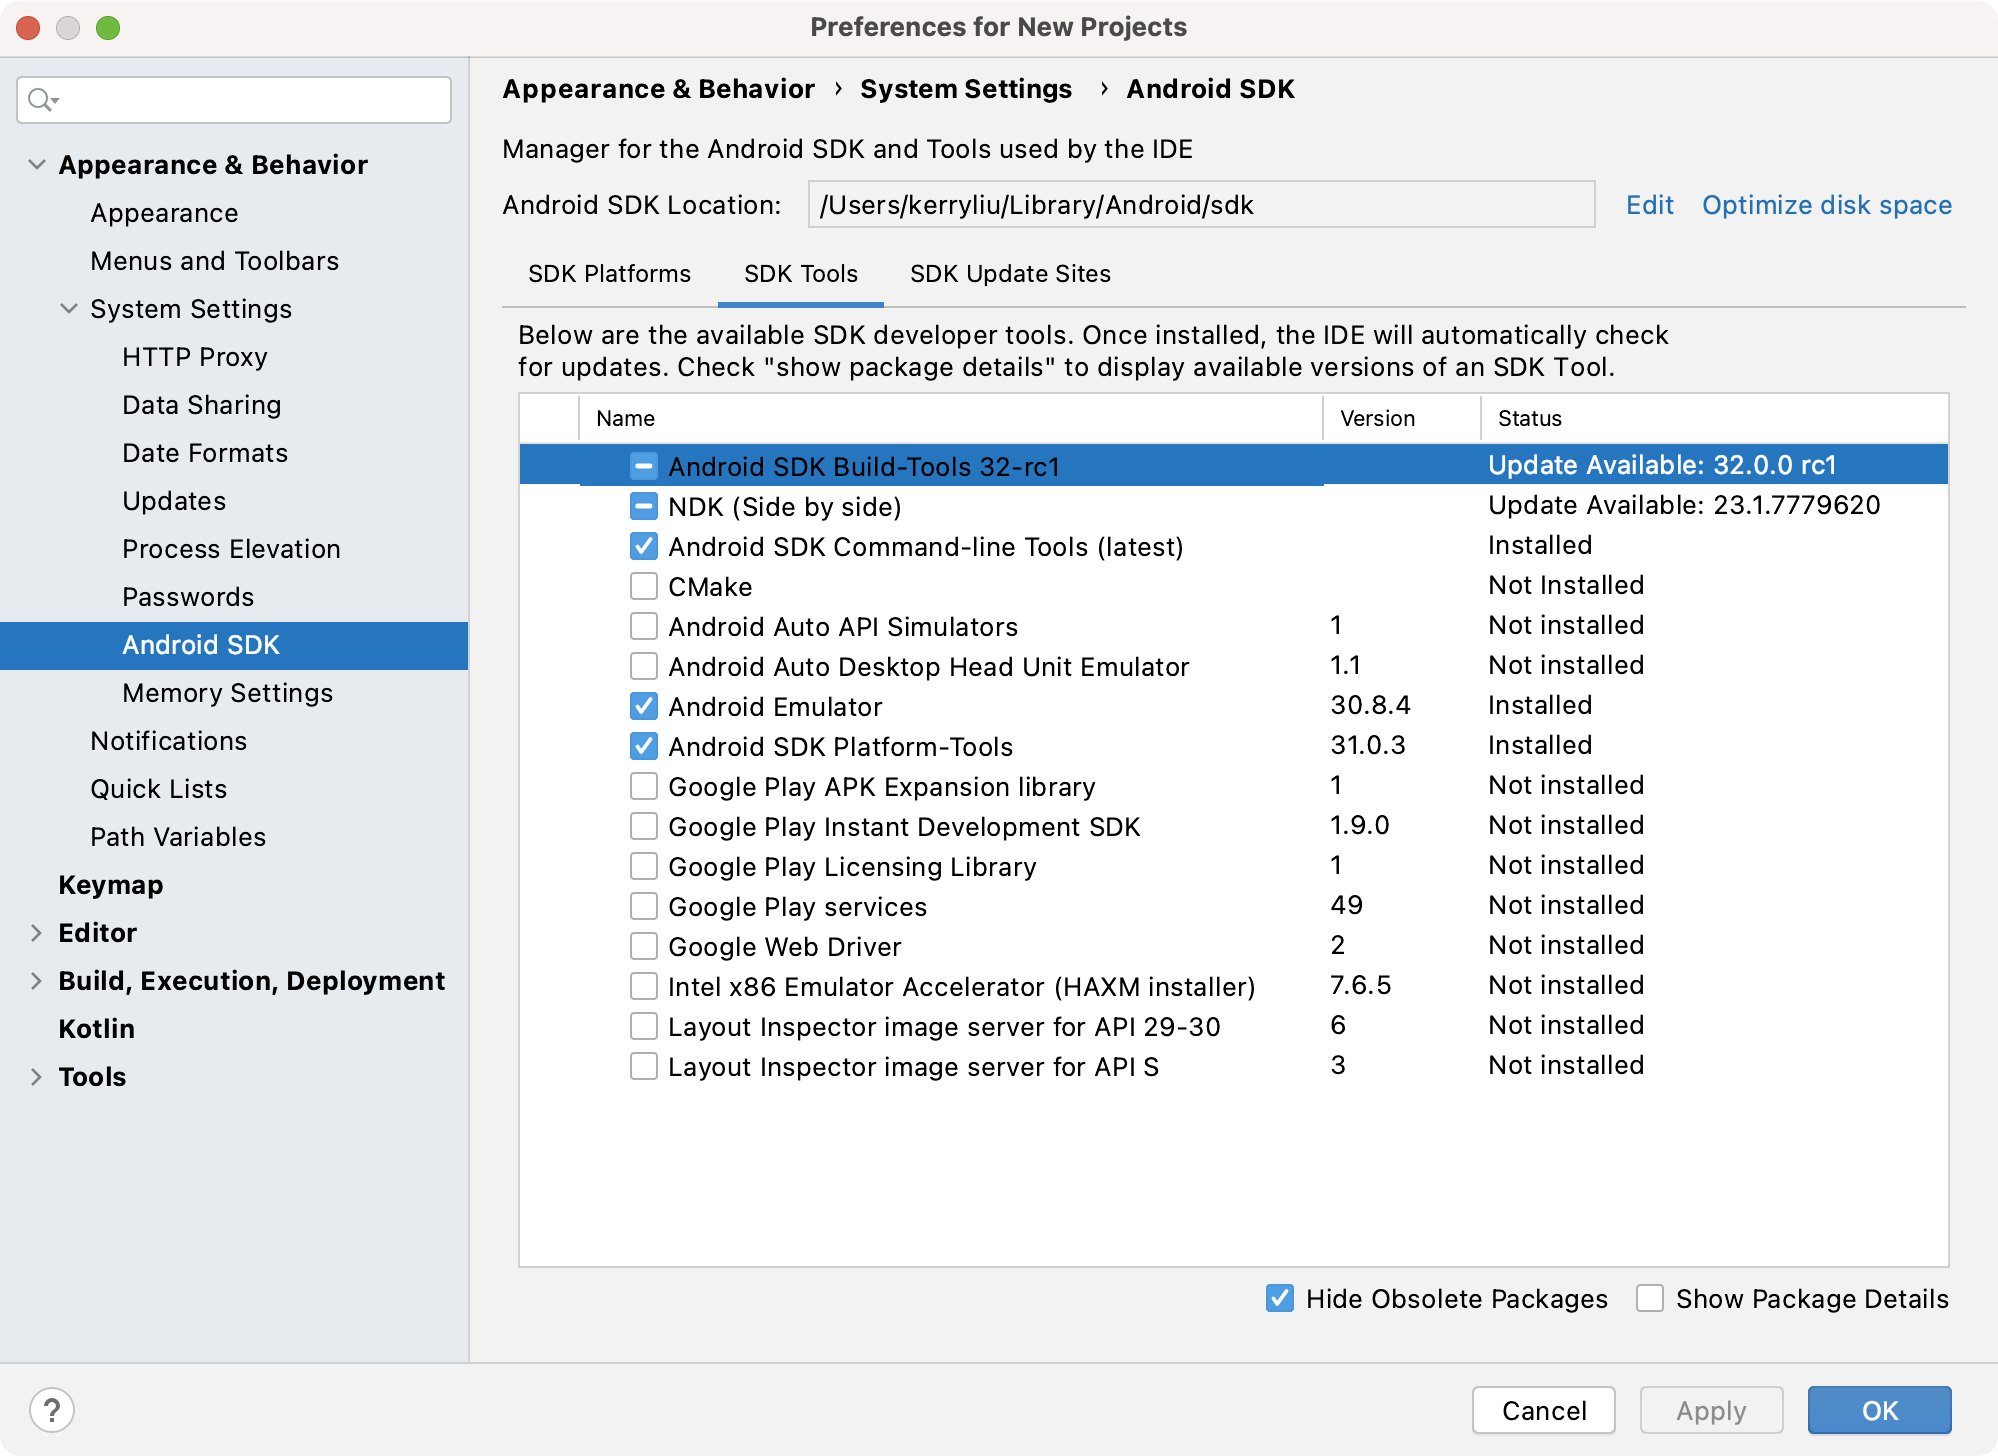 Preferences for New Projects
Appearance & Behavior
Appearance
Menus and Toolbars
System Settings
HTTP Proxy
Data Sharing
Date Formats
Updates
Process Elevation
Passwords
Android SDK
Memory Settings
Notifications
Quick Lists
Path Variables
Keymap
Editor
Build, Execution, Deployment
Kotlin
Tools
Appearance & Behavior › System Settings › Android SDK
Manager for the Android SDK and Tools used by the IDE
Android SDK Location: /Users/kerryliu/Library/Android/sdk Edit Optimize disk space
SDK Platforms SDK Tools SDK Update Sites
Below are the available SDK developer tools. Once installed, the IDE will automatically check
for updates. Check "show package details" to display available versions of an SDK Tool.
Name Version Status
Android SDK Build-Tools 32-rc1 Update Available: 32.0.0 rc1
NDK (Side by side) Update Available: 23.1.7779620
Android SDK Command-line Tools (latest) Installed
CMake Not Installed
Android Auto API Simulators 1 Not installed
Android Auto Desktop Head Unit Emulator 1.1 Not installed
Android Emulator 30.8.4 Installed
Android SDK Platform-Tools 31.0.3 Installed
Google Play APK Expansion library 1 Not installed
Google Play Instant Development SDK 1.9.0 Not installed
Google Play Licensing Library 1 Not installed
Google Play services 49 Not installed
Google Web Driver 2 Not installed
Intel x86 Emulator Accelerator (HAXM installer) 7.6.5 Not installed
Layout Inspector image server for API 29-30 6 Not installed
Layout Inspector image server for API S 3 Not installed
Hide Obsolete Packages Show Package Details
? Cancel Apply OK